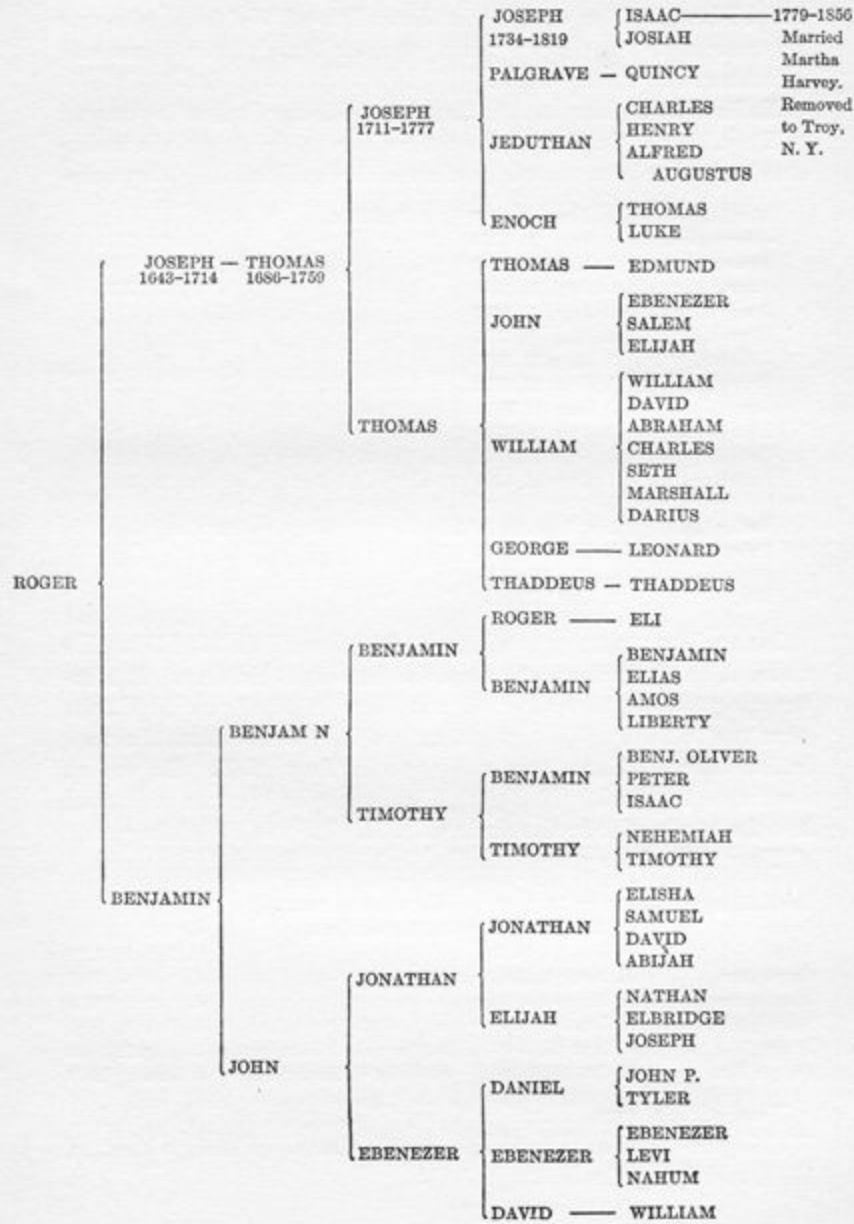 JOSEPH ISAAC 1779–1856
1734–1819 JOSIAH Married
Martha
PALGRAVE — QUINCY Harvey.
JOSEPH CHARLES Removed
1711–1777 HENRY to Troy,
JEDUTHAN ALFRED N. Y.
AUGUSTUS
ENOCH THOMAS
LUKE
JOSEPH — THOMAS THOMAS — EDMUND
1643–1714 1686–1759
EBENEZER
JOHN SALEM
ELIJAH
WILLIAM
DAVID
THOMAS ABRAHAM
WILLIAM CHARLES
SETH
MARSHALL
DARIUS
GEORGE — LEONARD
ROGER THADDEUS — THADDEUS
ROGER — ELI
BENJAMIN BENJAMIN
ELIAS
BENJAMIN AMOS
LIBERTY
BENJAM N
BENJ. OLIVER
BENJAMIN PETER
ISAAC
TIMOTHY
NEHEMIAH
TIMOTHY TIMOTHY
BENJAMIN ELISHA
SAMUEL
JONATHAN DAVID
ABIJAH
JONATHAN
NATHAN
ELIJAH ELBRIDGE
JOSEPH
JOHN
JOHN P.
DANIEL TYLER
EBENEZER
EBENEZER EBENEZER LEVI
NAHUM
DAVID — WILLIAM